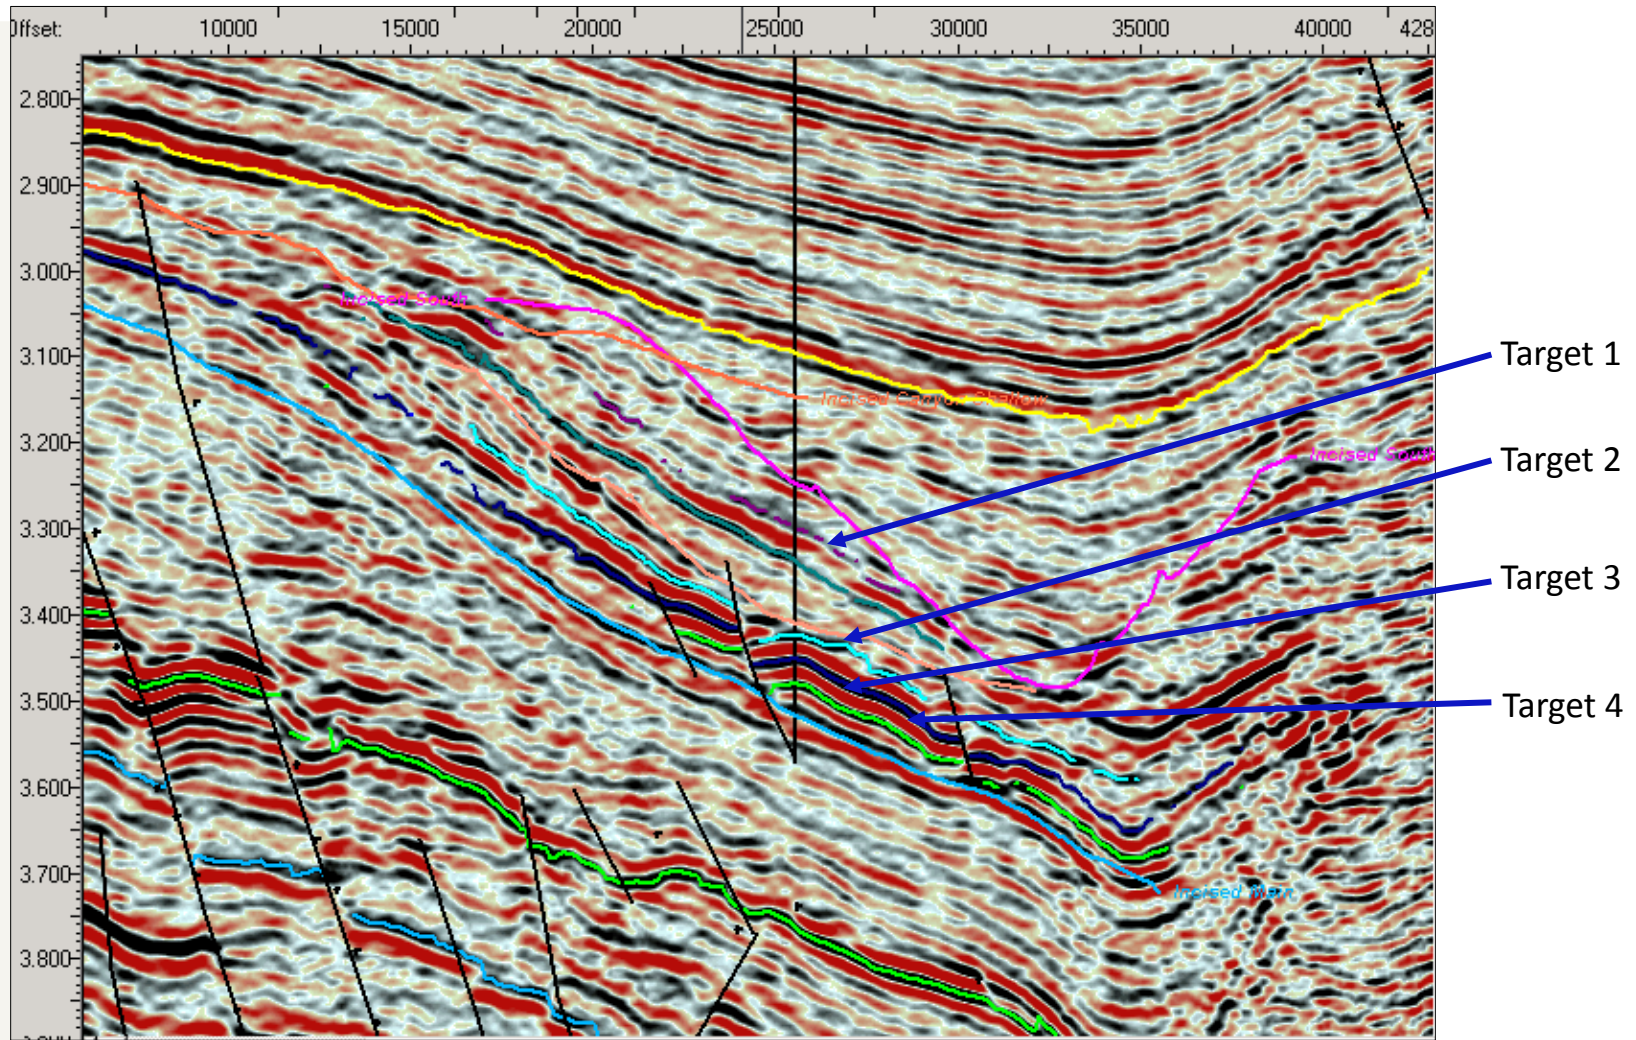 Offset: 10000 15000 20000 25000 30000 35000 40000 428
2.800
2.900
3.000
Incised South
3.100
Target 1
Incised Canyon Shallow
3.200
Incised South
Target 2
3.300
Target 3
3.400
3.500
Target 4
3.600
3.700
Incised Main
3.800